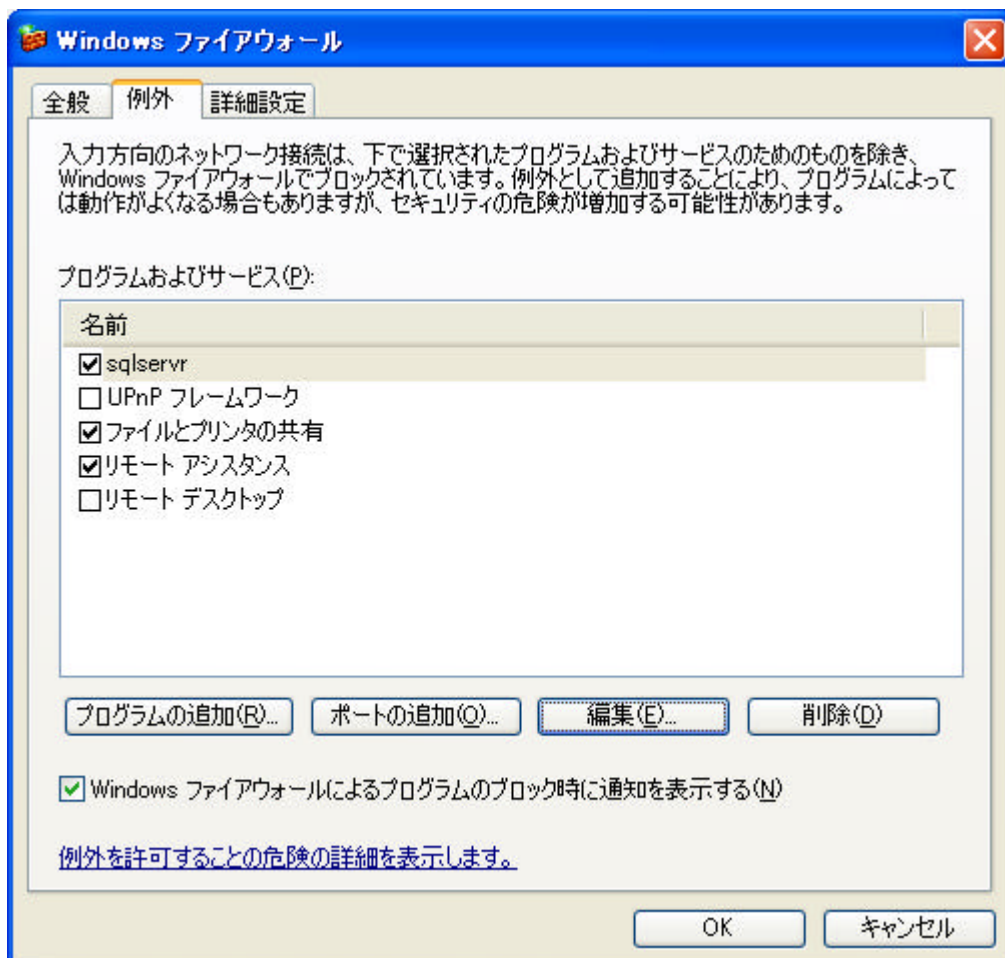 Windows ファイアウォール
全般 例外 詳細設定
入力方向のネットワーク接続は、下で選択されたプログラムおよびサービスのためのものを除き、
Windows ファイアウォールでブロックされています。例外として追加することにより、プログラムによって
は動作がよくなる場合もありますが、セキュリティの危険が増加する可能性があります。
プログラムおよびサービス(P):
名前
sqlservr
UPnP フレームワーク
ファイルとプリンタの共有
リモート アシスタンス
リモート デスクトップ
プログラムの追加(R)... ポートの追加(O)... 編集(E)... 削除(D)
Windows ファイアウォールによるプログラムのブロック時に通知を表示する(N)
例外を許可することの危険の詳細を表示します。
OK キャンセル